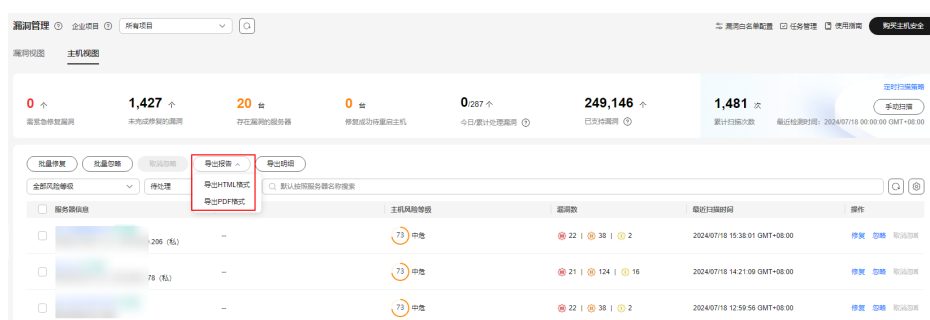 漏洞管理 企业项目 所有项目 漏洞白名单配置 任务管理 使用指南 购买主机安全
漏洞视图 主机视图
定时扫描策略
0 个 1,427 个 20 台 0 台 0/287 个 249,146 个 1,481 次 手动扫描
需紧急修复漏洞 未完成修复的漏洞 存在漏洞的服务器 修复成功待重启主机 今日/累计处理漏洞 已支持漏洞 累计扫描次数 最近检测时间：2024/07/18 00:00:00 GMT+08:00
批量修复 批量忽略 取消忽略 导出报告 导出明细
全部风险等级 待处理 导出HTML格式 默认按照服务器名称搜索
导出PDF格式
服务器信息 主机风险等级 漏洞数 最近扫描时间 操作
.206（私） -- 73 中危 22 | 38 | 2 2024/07/18 15:38:01 GMT+08:00 修复 忽略 取消忽略
78（私） -- 73 中危 21 | 124 | 16 2024/07/18 14:21:09 GMT+08:00 修复 忽略 取消忽略
-- 73 中危 22 | 38 | 2 2024/07/18 12:59:56 GMT+08:00 修复 忽略 取消忽略